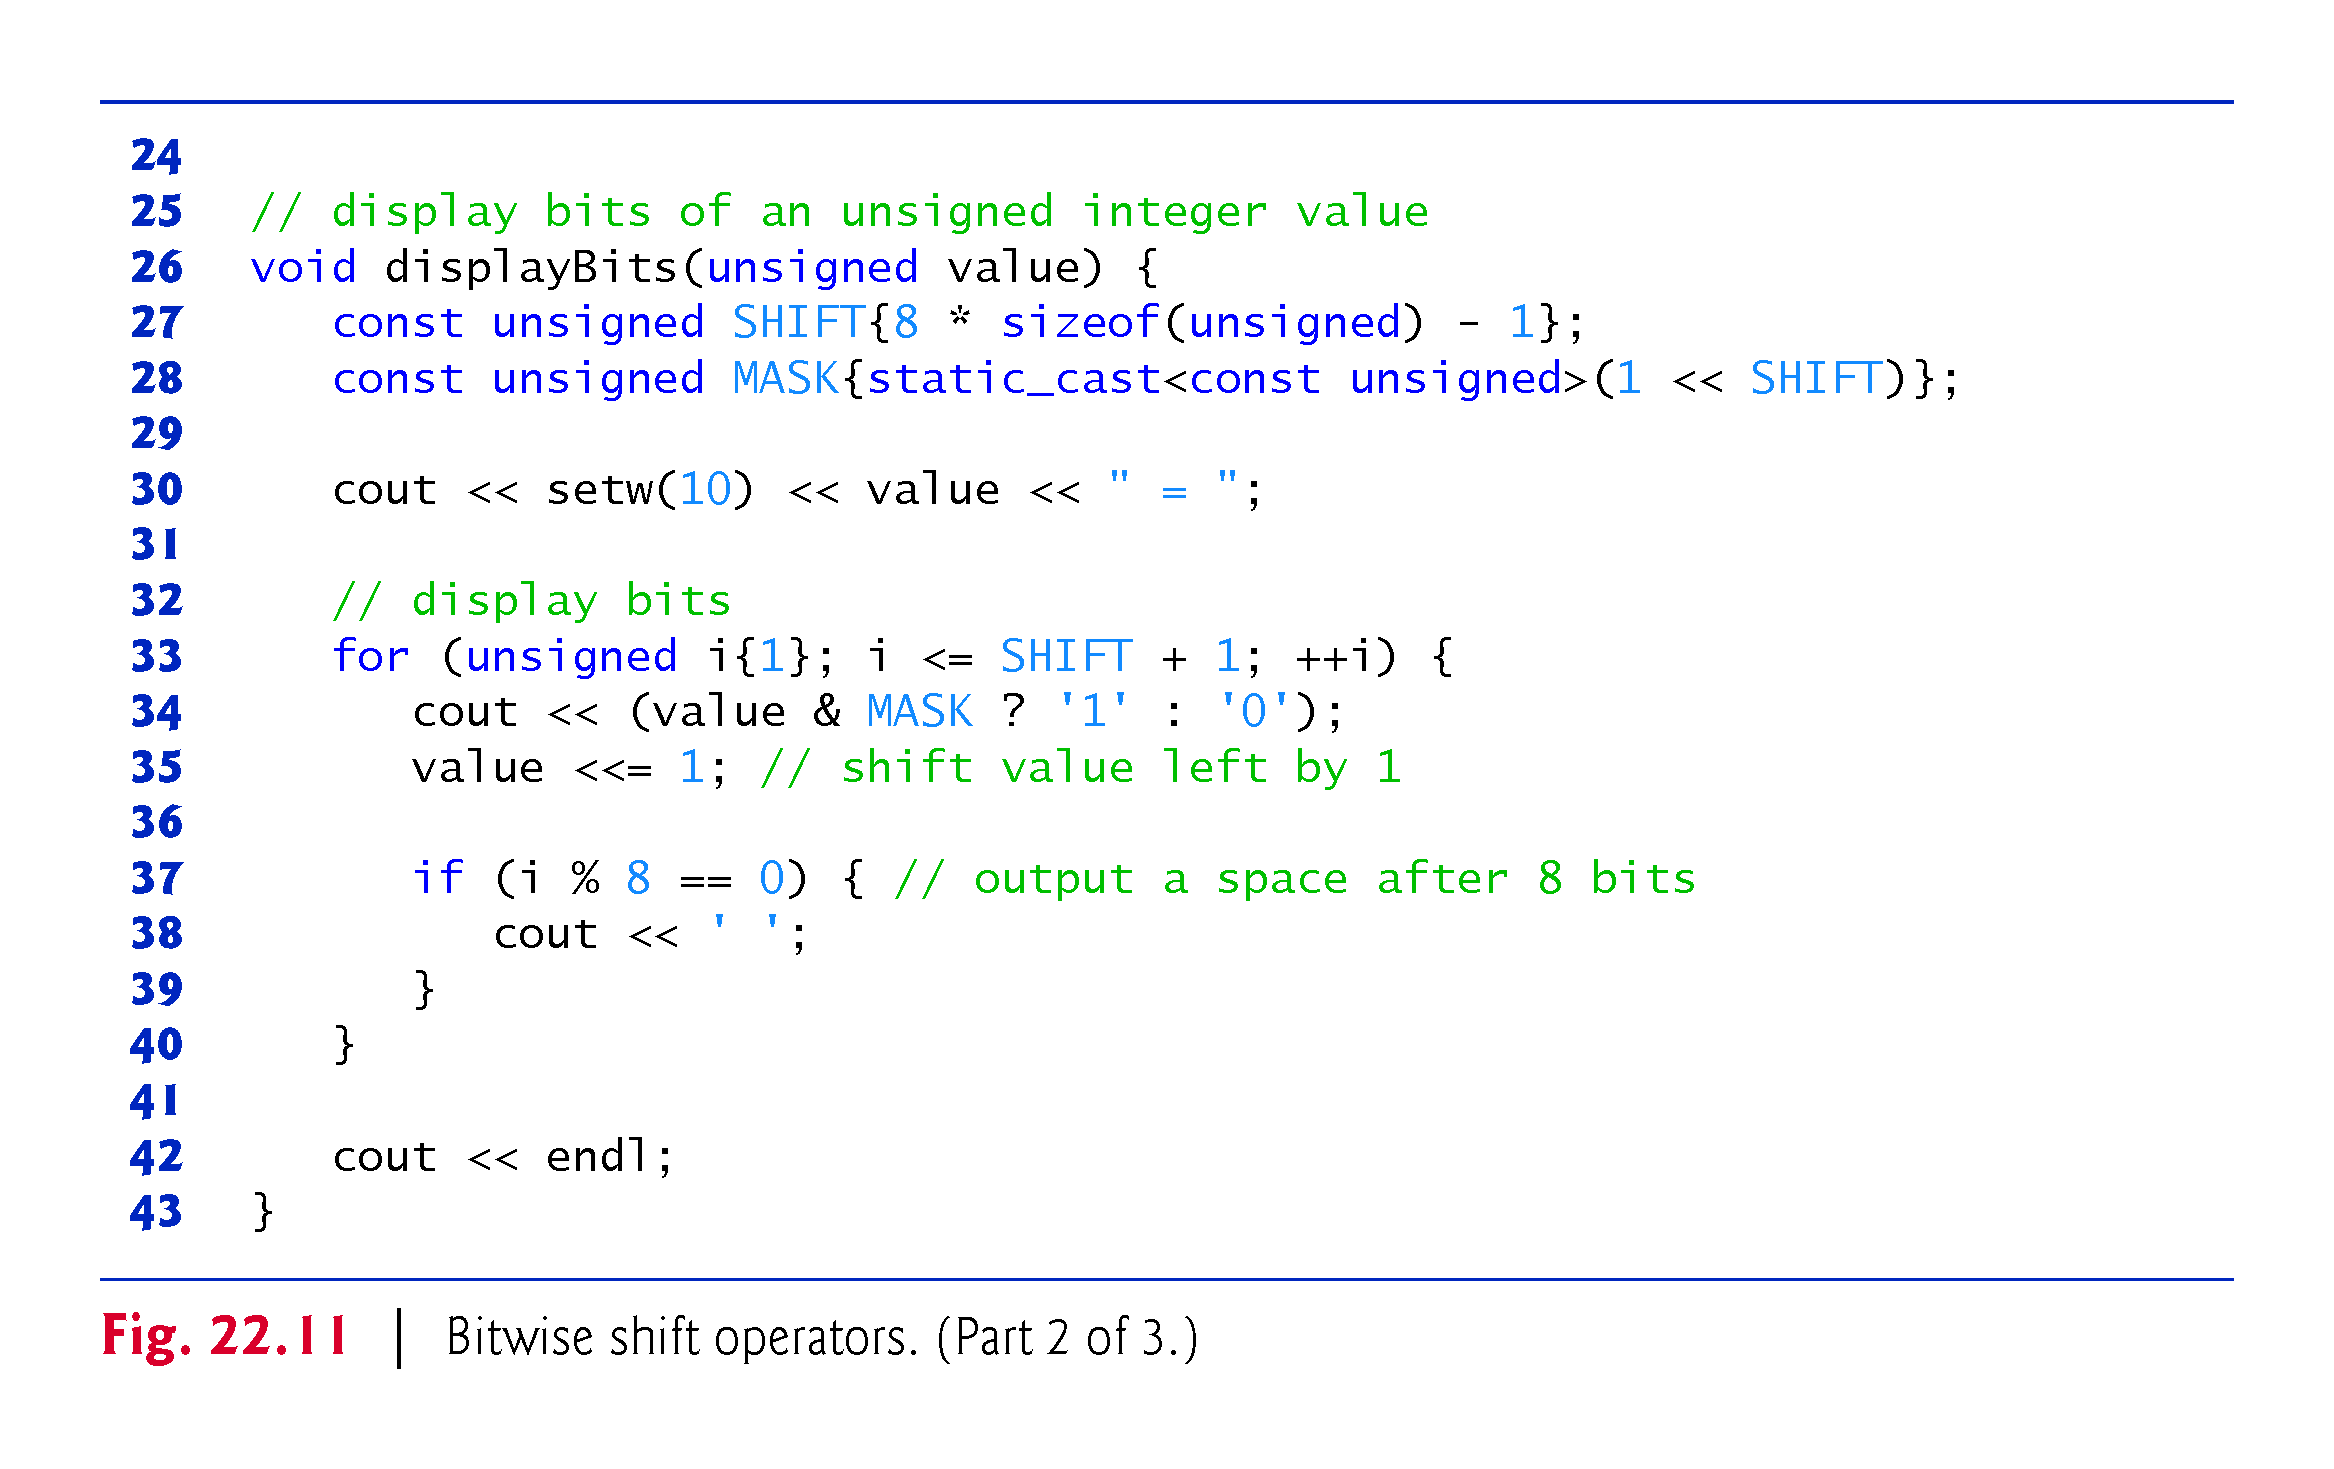 24
25 // display bits of an unsigned integer value
26 void displayBits(unsigned value) {
27    const unsigned SHIFT{8 * sizeof(unsigned) - 1};
28    const unsigned MASK{static_cast<const unsigned>(1 << SHIFT)};
29
30    cout << setw(10) << value << " = ";
31
32    // display bits
33    for (unsigned i{1}; i <= SHIFT + 1; ++i) {
34       cout << (value & MASK ? '1' : '0');
35       value <<= 1; // shift value left by 1
36
37       if (i % 8 == 0) { // output a space after 8 bits
38          cout << ' ';
39       }
40    }
41
42    cout << endl;
43 }
Fig. 22.11 | Bitwise shift operators. (Part 2 of 3.)